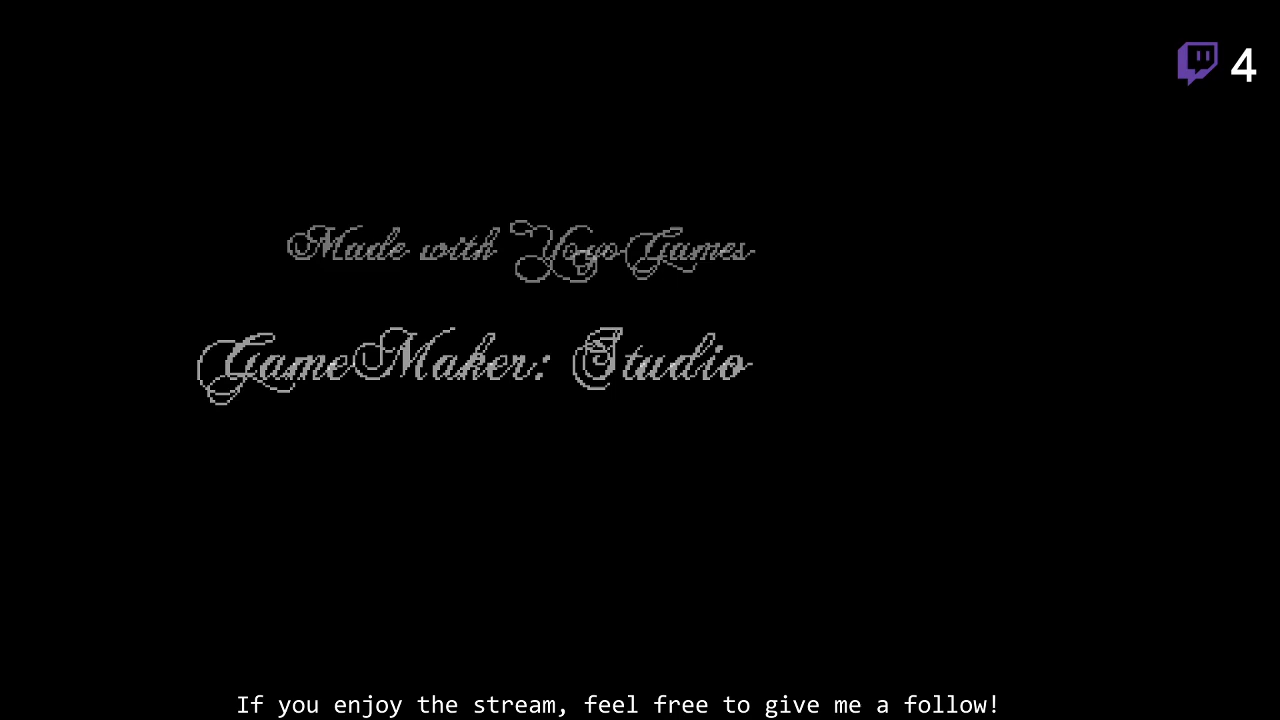 4
Made with YoyoGames
GameMaker: Studio
If you enjoy the stream, feel free to give me a follow!